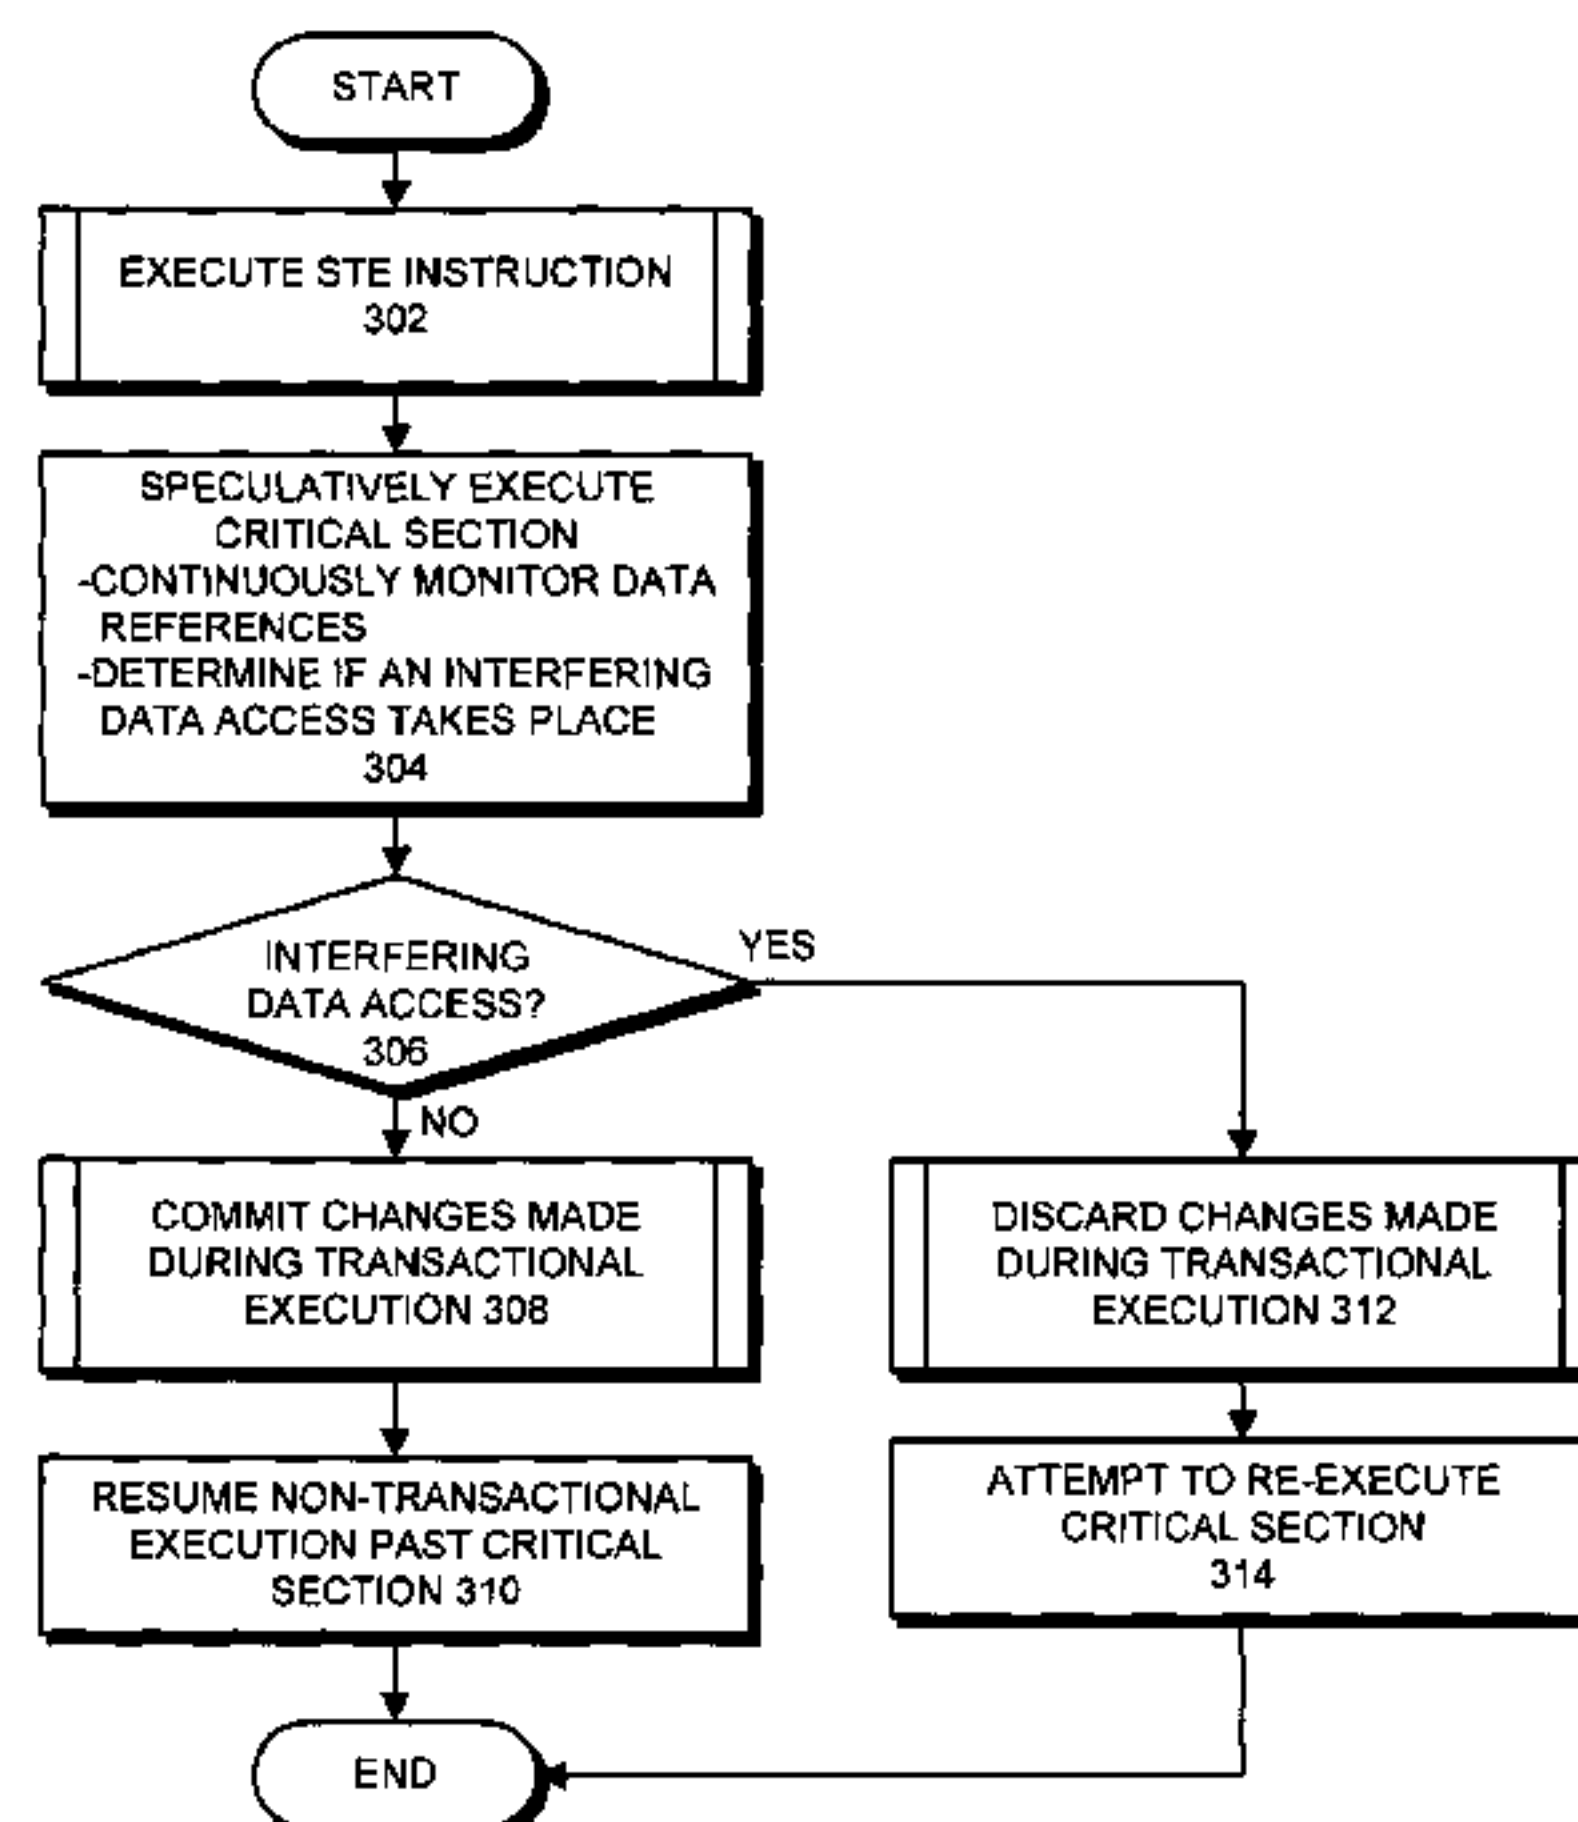 START
EXECUTE STE INSTRUCTION
302
SPECULATIVELY EXECUTE
CRITICAL SECTION
-CONTINUOUSLY MONITOR DATA
REFERENCES
-DETERMINE IF AN INTERFERING
DATA ACCESS TAKES PLACE
304
INTERFERING
DATA ACCESS?
306
YES
NO
COMMIT CHANGES MADE
DURING TRANSACTIONAL
EXECUTION 308
DISCARD CHANGES MADE
DURING TRANSACTIONAL
EXECUTION 312
RESUME NON-TRANSACTIONAL
EXECUTION PAST CRITICAL
SECTION 310
ATTEMPT TO RE-EXECUTE
CRITICAL SECTION
314
END